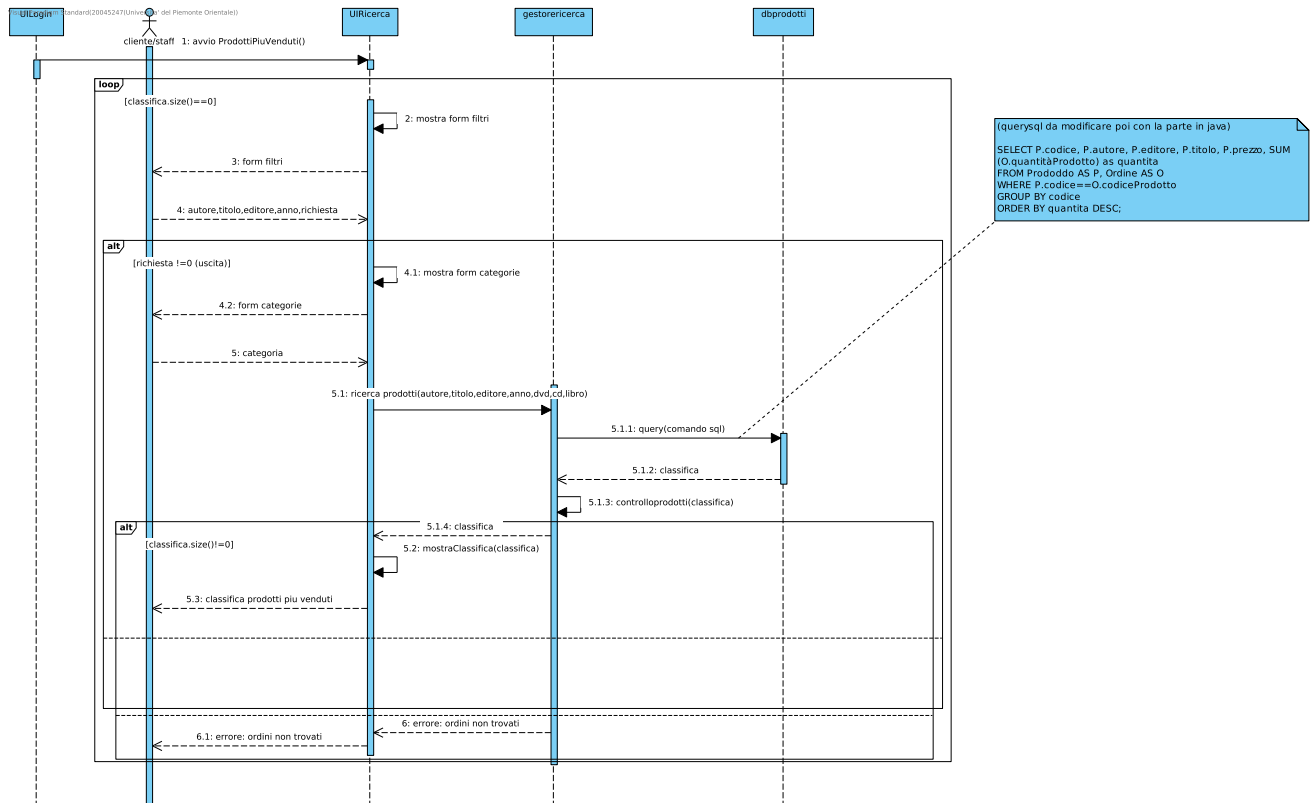 Standard(20045247(Universita' del Piemonte Orientale))
UILogin
UIRicerca
gestorericerca
dbprodotti
cliente/staff
1: avvio ProdottiPiuVenduti()
loop
[classifica.size()==0]
2: mostra form filtri
3: form filtri
4: autore,titolo,editore,anno,richiesta
(querysql da modificare poi con la parte in java)
SELECT P.codice, P.autore, P.editore, P.titolo, P.prezzo, SUM
(O.quantitàProdotto) as quantita
FROM Prododdo AS P, Ordine AS O
WHERE P.codice==O.codiceProdotto
GROUP BY codice
ORDER BY quantita DESC;
alt
[richiesta !=0 (uscita)]
4.1: mostra form categorie
4.2: form categorie
5: categoria
5.1: ricerca prodotti(autore,titolo,editore,anno,dvd,cd,libro)
5.1.1: query(comando sql)
5.1.2: classifica
5.1.3: controlloprodotti(classifica)
alt
5.1.4: classifica
[classifica.size()!=0]
5.2: mostraClassifica(classifica)
5.3: classifica prodotti piu venduti
6: errore: ordini non trovati
6.1: errore: ordini non trovati